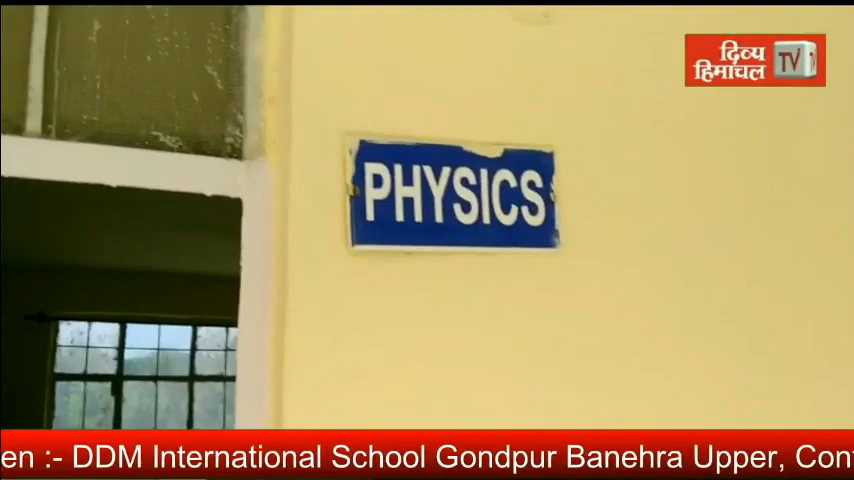 दिव्य
हिमाचल TV
PHYSICS
en :- DDM International School Gondpur Banehra Upper, Con